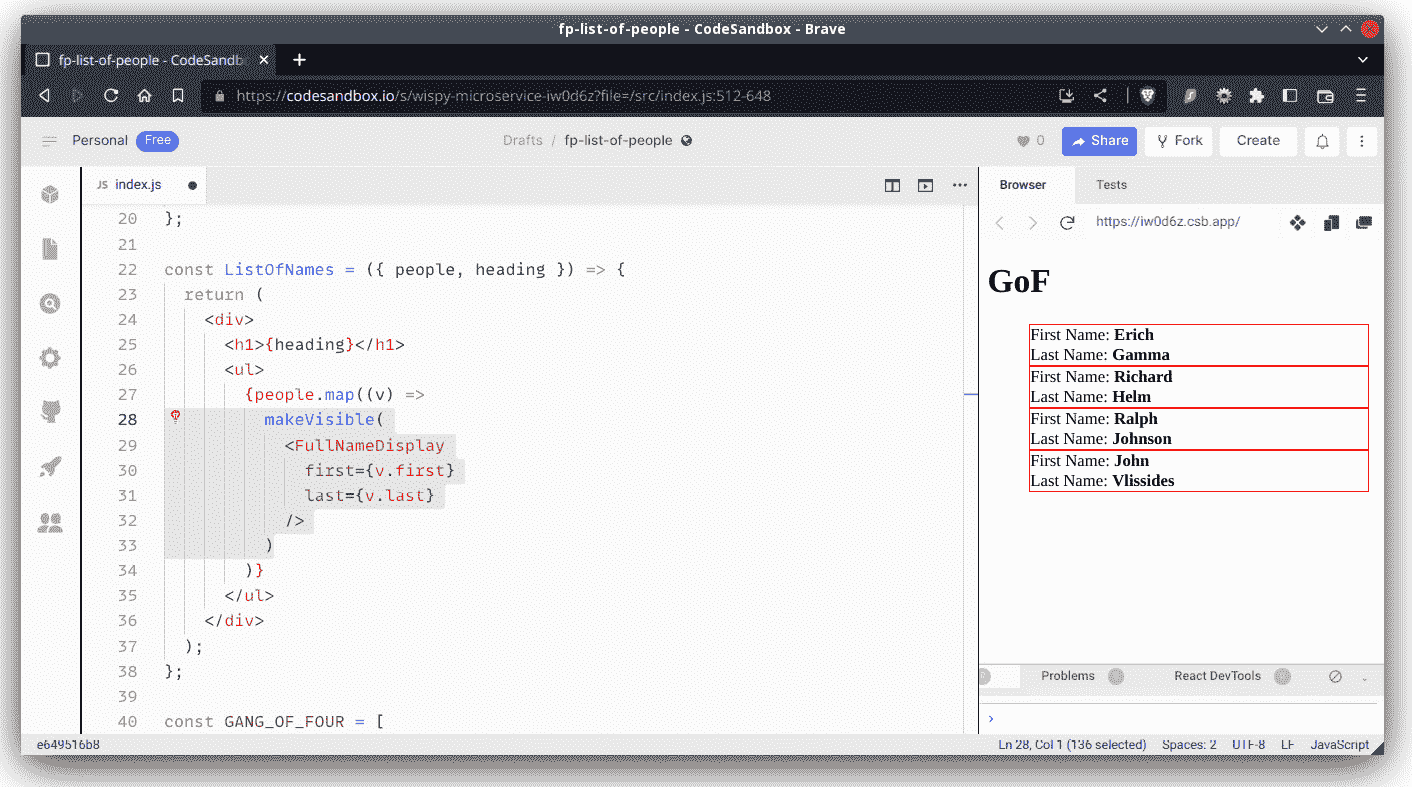 fp-list-of-people - CodeSandbox - Brave
fp-list-of-people - CodeSandb
https://codesandbox.io/s/wispy-microservice-iw0d6z?file=/src/index.js:512-648
Personal Free Drafts / fp-list-of-people 0 Share Fork Create
JS index.js
20 };
21
22 const ListOfNames = ({ people, heading }) => {
23 return (
24 <div>
25 <h1>{heading}</h1>
26 <ul>
27 {people.map((v) =>
28 makeVisible(
29 <FullNameDisplay
30 first={v.first}
31 last={v.last}
32 />
33 )
34 )}
35 </ul>
36 </div>
37 );
38 };
39
40 const GANG_OF_FOUR = [
Browser Tests
https://iw0d6z.csb.app/
GoF
First Name: Erich
Last Name: Gamma
First Name: Richard
Last Name: Helm
First Name: Ralph
Last Name: Johnson
First Name: John
Last Name: Vlissides
Problems React DevTools
›
e649516b8 Ln 28, Col 1 (136 selected) Spaces: 2 UTF-8 LF JavaScript